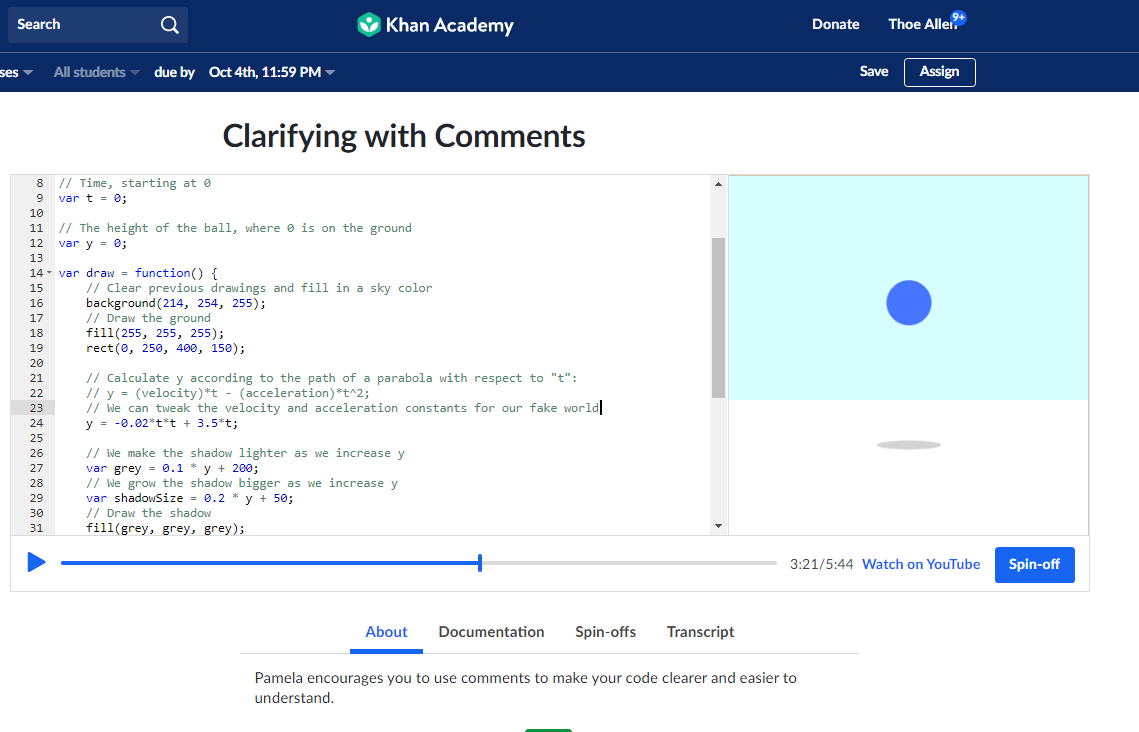 Search
Khan Academy
Donate
Thoe Allen
9+
ses
All students
due by
Oct 4th, 11:59 PM
Save
Assign
Clarifying with Comments
8 // Time, starting at 0
9 var t = 0;
10
11 // The height of the ball, where 0 is on the ground
12 var y = 0;
13
14 var draw = function() {
15 // Clear previous drawings and fill in a sky color
16 background(214, 254, 255);
17 // Draw the ground
18 fill(255, 255, 255);
19 rect(0, 250, 400, 150);
20
21 // Calculate y according to the path of a parabola with respect to "t":
22 // y = (velocity)*t - (acceleration)*t^2;
23 // We can tweak the velocity and acceleration constants for our fake world
24 y = -0.02*t*t + 3.5*t;
25
26 // We make the shadow lighter as we increase y
27 var grey = 0.1 * y + 200;
28 // We grow the shadow bigger as we increase y
29 var shadowSize = 0.2 * y + 50;
30 // Draw the shadow
31 fill(grey, grey, grey);
3:21/5:44
Watch on YouTube
Spin-off
About
Documentation
Spin-offs
Transcript
Pamela encourages you to use comments to make your code clearer and easier to
understand.